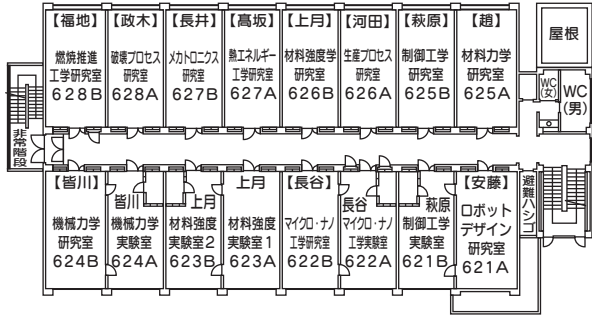 【福地】
燃焼推進
工学研究室
628B
【政木】
破壊プロセス
研究室
628A
【長井】
メカトロニクス
研究室
627B
【髙坂】
熱エネルギー
工学研究室
627A
【上月】
材料強度学
研究室
626B
【河田】
生産プロセス
研究室
626A
【萩原】
制御工学
研究室
625B
【趙】
材料力学
研究室
625A
屋根
WC
(女)
WC
(男)
非常階段
【皆川】
機械力学
研究室
624B
皆川
機械力学
実験室
624A
上月
材料強度
実験室2
623B
上月
材料強度
実験室1
623A
【長谷】
マイクロ・ナノ
工学研究室
622B
長谷
マイクロ・ナノ
工学実験室
622A
萩原
制御工学
実験室
621B
【安藤】
ロボット
デザイン
研究室
621A
避難ハシゴ